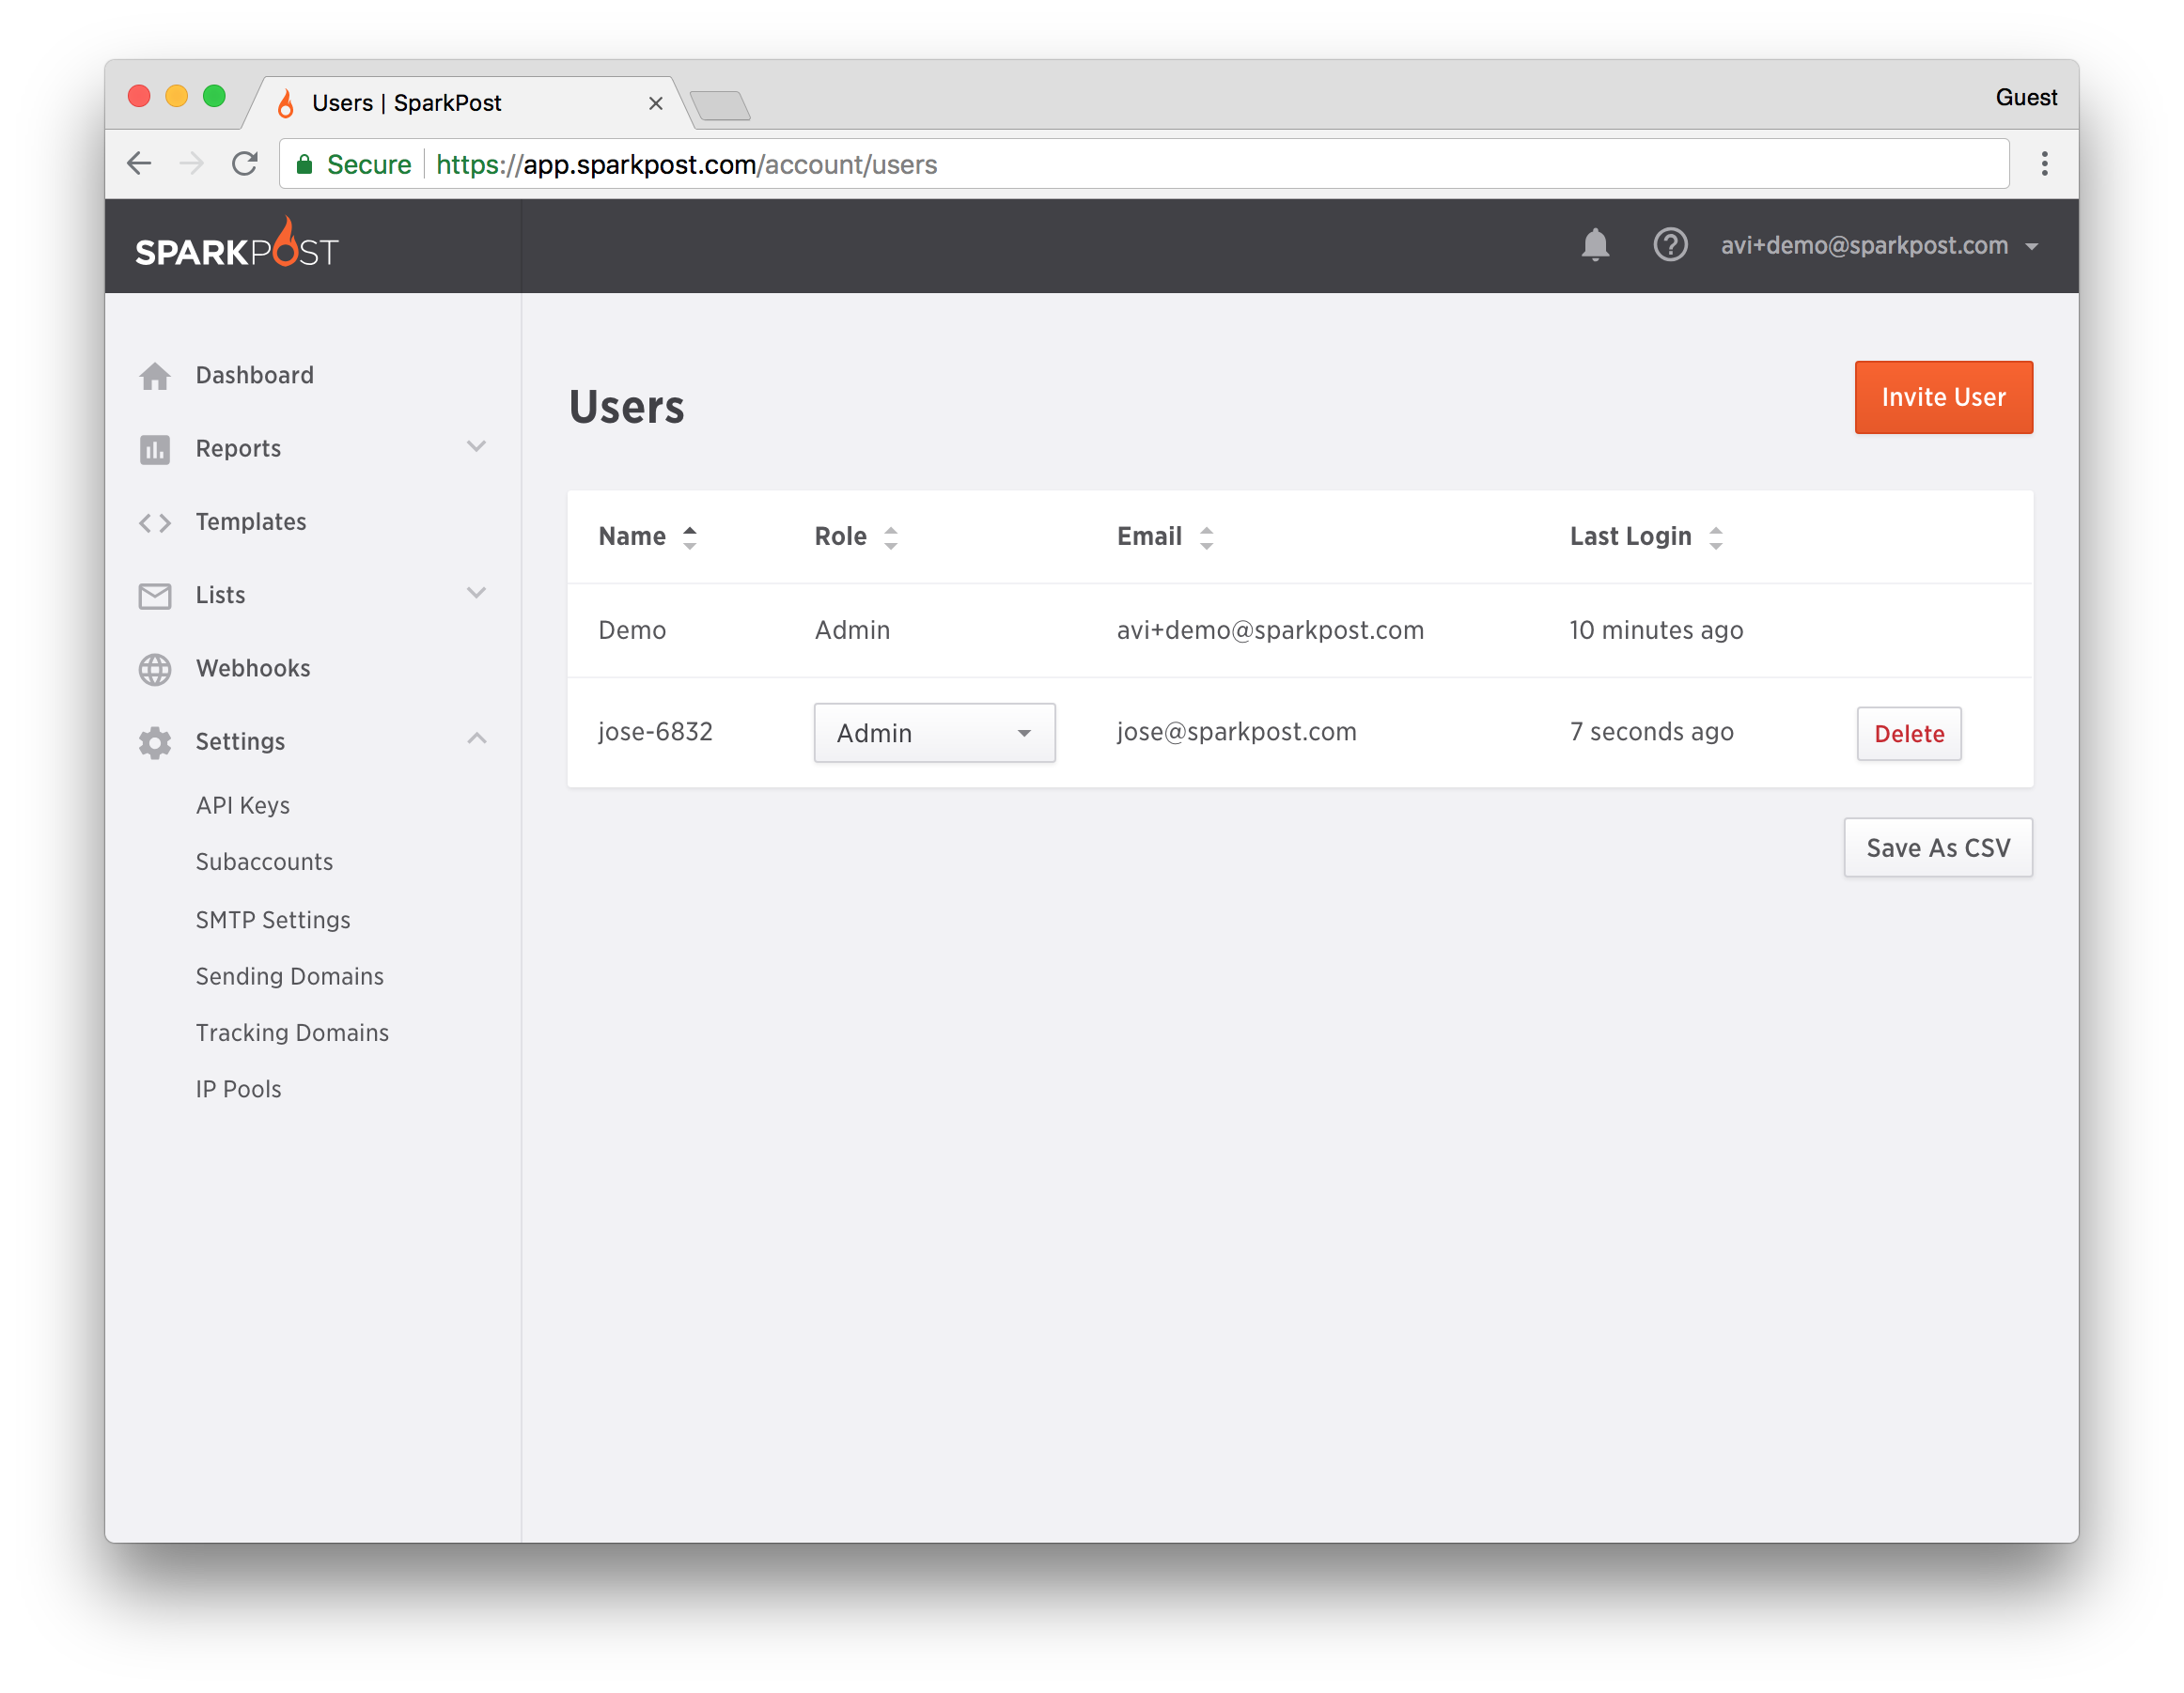 Users | SparkPost
Guest
Secure https://app.sparkpost.com/account/users
SPARKPOST
avi+demo@sparkpost.com
Dashboard
Reports
Templates
Lists
Webhooks
Settings
API Keys
Subaccounts
SMTP Settings
Sending Domains
Tracking Domains
IP Pools
Users
Invite User
Name Role Email Last Login
Demo Admin avi+demo@sparkpost.com 10 minutes ago
jose-6832 Admin jose@sparkpost.com 7 seconds ago Delete
Save As CSV